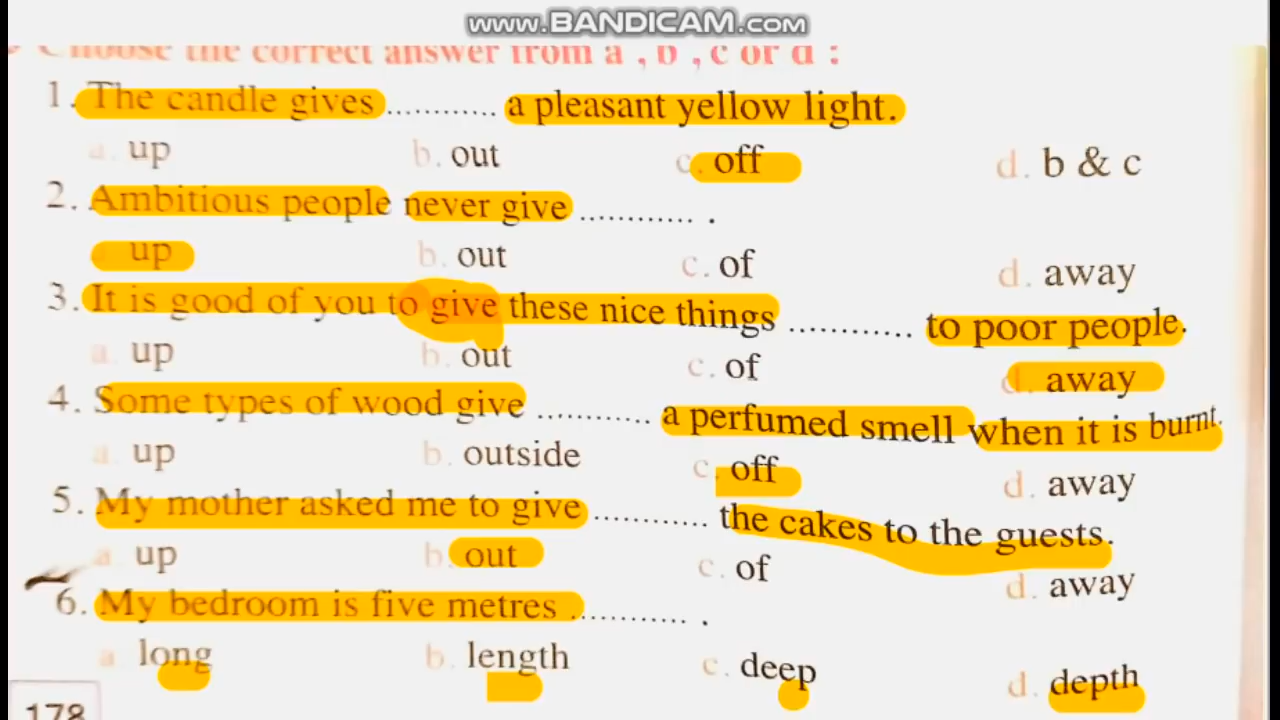 www.BANDICAM.com
Choose the correct answer from a , b , c or d :
1. The candle gives ............ a pleasant yellow light.
a. up b. out c. off d. b & c
2. Ambitious people never give ............ .
up b. out c. of d. away
3. It is good of you to give these nice things ............ to poor people.
a. up b. out c. of d. away
4. Some types of wood give ............ a perfumed smell when it is burnt.
a. up b. outside c. off d. away
5. My mother asked me to give ............ the cakes to the guests.
a. up b. out c. of d. away
6. My bedroom is five metres ............ .
a. long b. length c. deep d. depth
178